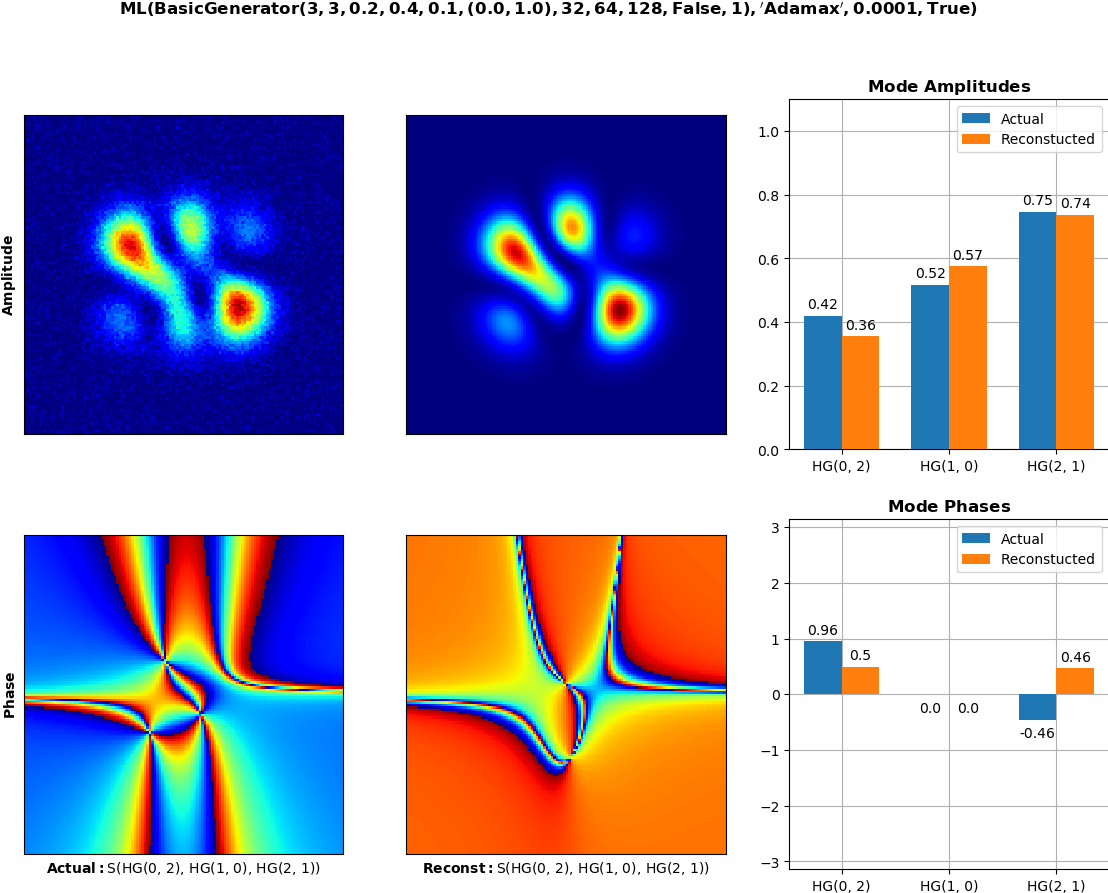 ML(BasicGenerator(3, 3, 0.2, 0.4, 0.1, (0.0, 1.0), 32, 64, 128, False, 1), ′Adamax′, 0.0001, True)
Amplitude
Mode Amplitudes
Actual
Reconstucted
1.0
0.8
0.6
0.4
0.2
0.0
0.42
0.36
0.52
0.57
0.75
0.74
HG(0, 2)
HG(1, 0)
HG(2, 1)
Phase
Actual: S(HG(0, 2), HG(1, 0), HG(2, 1))
Reconst: S(HG(0, 2), HG(1, 0), HG(2, 1))
Mode Phases
Actual
Reconstucted
3
2
1
0
−1
−2
−3
0.96
0.5
0.0
0.0
-0.46
0.46
HG(0, 2)
HG(1, 0)
HG(2, 1)